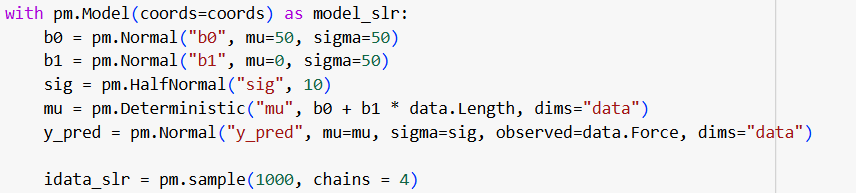 with pm.Model(coords=coords) as model_slr:
    b0 = pm.Normal("b0", mu=50, sigma=50)
    b1 = pm.Normal("b1", mu=0, sigma=50)
    sig = pm.HalfNormal("sig", 10)
    mu = pm.Deterministic("mu", b0 + b1 * data.Length, dims="data")
    y_pred = pm.Normal("y_pred", mu=mu, sigma=sig, observed=data.Force, dims="data")
    idata_slr = pm.sample(1000, chains = 4)